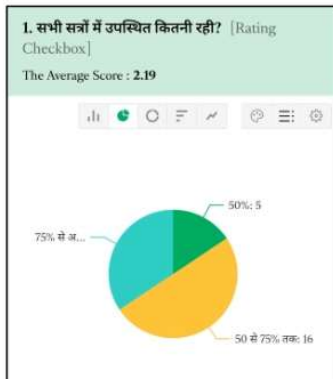 1. सभी सत्रों में उपस्थित कितनी रही? [Rating
Checkbox]
The Average Score : 2.19
50%: 5
75% से अ...
50 से 75% तक: 16